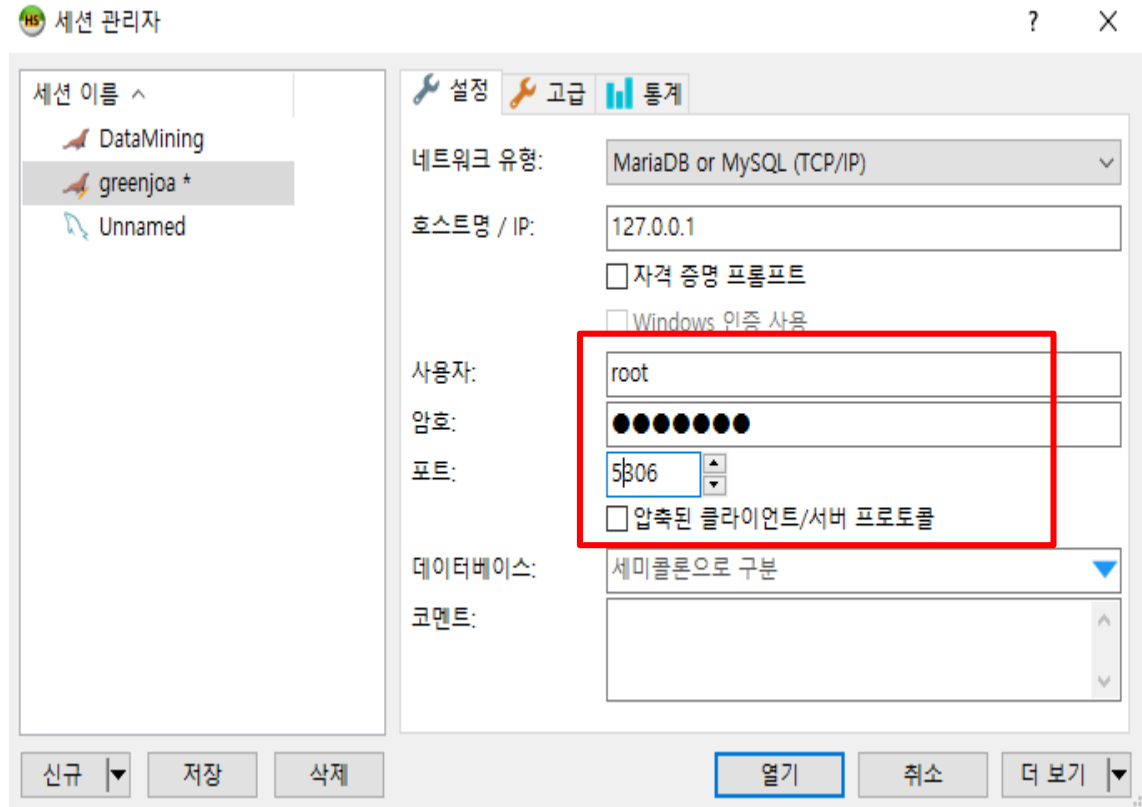 HS 세션 관리자 ?
세션 이름
DataMining
greenjoa *
Unnamed
설정 고급 통계
네트워크 유형: MariaDB or MySQL (TCP/IP)
호스트명 / IP: 127.0.0.1
자격 증명 프롬프트
Windows 인증 사용
사용자: root
암호: ●●●●●●●
포트: 5306
압축된 클라이언트/서버 프로토콜
데이터베이스: 세미콜론으로 구분
코멘트:
신규 저장 삭제 열기 취소 더 보기